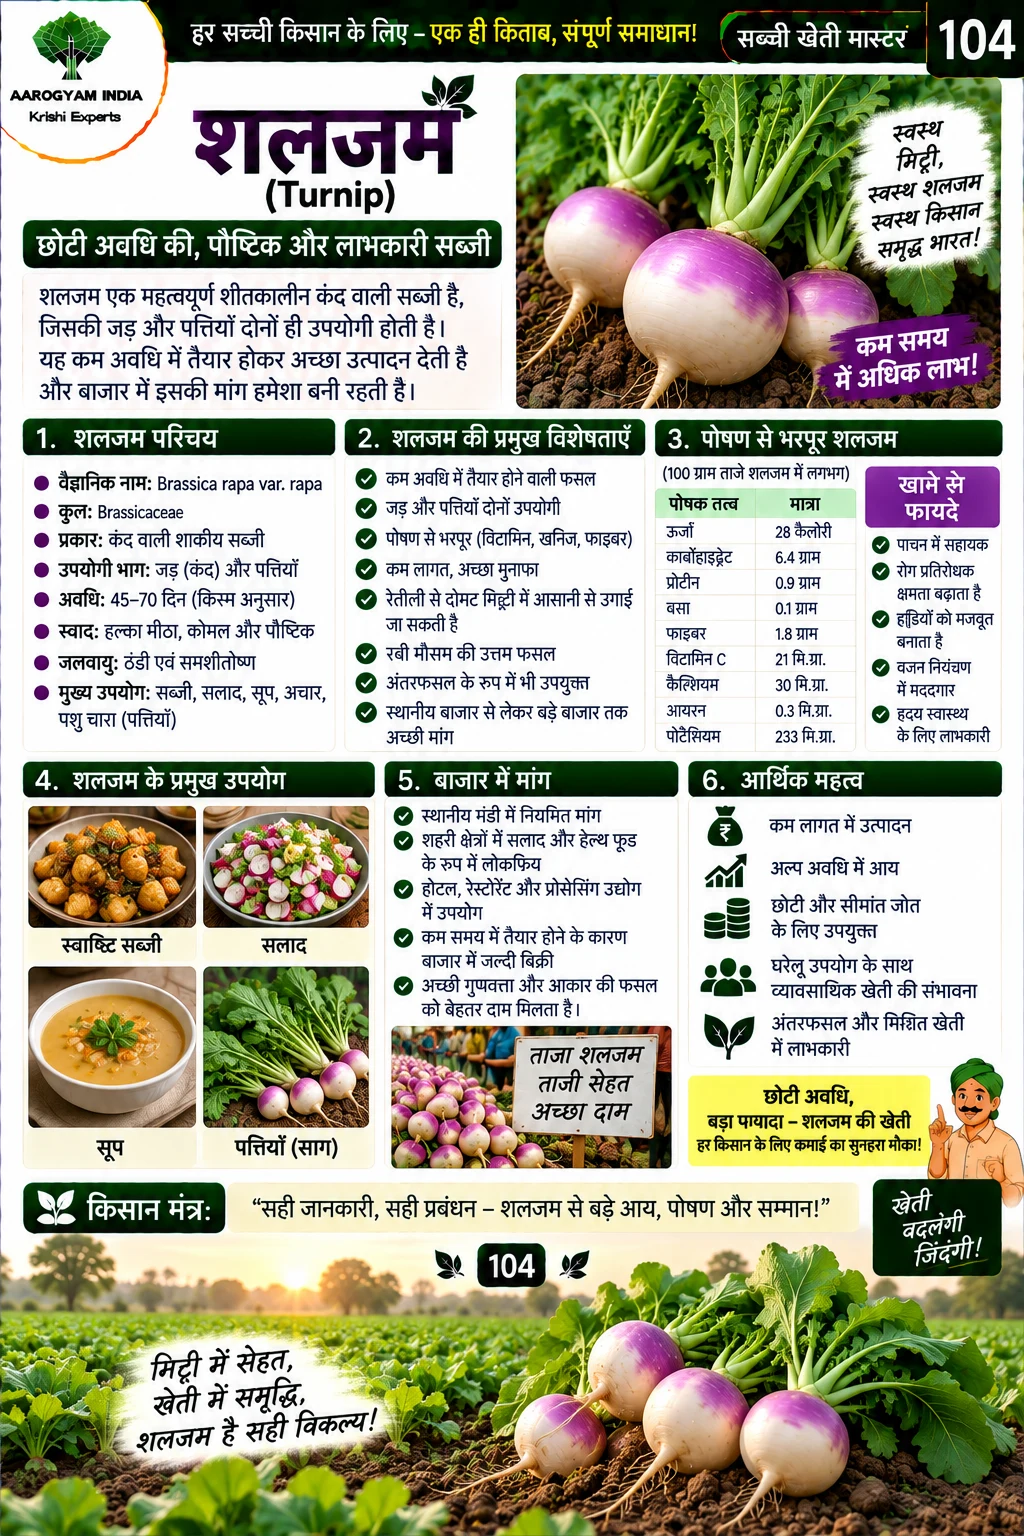 AAROGYAM INDIA
Krishi Experts
हर सच्ची किसान के लिए – एक ही किताब, संपूर्ण समाधान!
सब्जी खेती मास्टर
104
शलजम
(Turnip)
छोटी अवधि की, पौष्टिक और लाभकारी सब्जी
शलजम एक महत्वपूर्ण शीतकालीन कंद वाली सब्जी है,
जिसकी जड़ और पत्तियों दोनों ही उपयोगी होती है।
यह कम अवधि में तैयार होकर अच्छा उत्पादन देती है
और बाजार में इसकी मांग हमेशा बनी रहती है।
स्वस्थ
मिट्री,
स्वस्थ शलजम
स्वस्थ किसान
समृद्ध भारत!
कम समय
में अधिक लाभ!
1. शलजम परिचय
वैज्ञानिक नाम: Brassica rapa var. rapa
कुल: Brassicaceae
प्रकार: कंद वाली शाकीय सब्जी
उपयोगी भाग: जड़ (कंद) और पत्तियाँ
अवधि: 45–70 दिन (किस्म अनुसार)
स्वाद: हल्का मीठा, कोमल और पौष्टिक
जलवायु: ठंडी एवं समशीतोष्ण
मुख्य उपयोग: सब्जी, सलाद, सूप, अचार,
पशु चारा (पत्तियाँ)
2. शलजम की प्रमुख विशेषताएँ
कम अवधि में तैयार होने वाली फसल
जड़ और पत्तियाँ दोनों उपयोगी
पोषण से भरपूर (विटामिन, खनिज, फाइबर)
कम लागत, अच्छा मुनाफा
रेतीली से दोमट मिट्टी में आसानी से उगाई
जा सकती है
रबी मौसम की उत्तम फसल
अंतरफसल के रुप में भी उपयुक्त
स्थानीय बाजार से लेकर बड़े बाजार तक
अच्छी मांग
3. पोषण से भरपूर शलजम
(100 ग्राम ताजे शलजम में लगभग)
पोषक तत्व मात्रा
ऊर्जा 28 कैलोरी
कार्बोहाइड्रेट 6.4 ग्राम
प्रोटीन 0.9 ग्राम
बसा 0.1 ग्राम
फाइबर 1.8 ग्राम
विटामिन C 21 मि.ग्रा.
कैल्शियम 30 मि.ग्रा.
आयरन 0.3 मि.ग्रा.
पोटैसियम 233 मि.ग्रा.
खामे से
फायदे
पाचन में सहायक
रोग प्रतिरोधक
क्षमता बढ़ाता है
हड्डियों को मजबूत
बनाता है
वजन नियंचण
में मददगार
हृदय स्वास्थ्य
के लिए लाभकारी
4. शलजम के प्रमुख उपयोग
स्वाष्टि सब्जी
सलाद
सूप
पत्तियाँ (साग)
5. बाजार में मांग
स्थानीय मंडी में नियमित मांग
शहरी क्षेत्रों में सलाद और हेल्थ फूड
के रुप में लोकप्रिय
होटल, रेस्टोरेंट और प्रोसेसिंग उद्योग
में उपयोग
कम समय में तैयार होने के कारण
बाजार में जल्दी बिक्री
अच्छी गुणवत्ता और आकार की फसल
को बेहतर दाम मिलता है।
ताजा शलजम
ताजी सेहत
अच्छा दाम
6. आर्थिक महत्व
कम लागत में उत्पादन
अल्प अवधि में आय
छोटी और सीमांत जोत
के लिए उपयुक्त
घरेलू उपयोग के साथ
व्यावसाथिक खेती की संभावना
अंतरफसल और मिश्रित खेती
में लाभकारी
छोटी अवधि,
बड़ा पायादा – शलजम की खेती
हर किसान के लिए कमाई का सुनहरा मौका!
किसान मंत्र:
“सही जानकारी, सही प्रबंधन – शलजम से बड़े आय, पोषण और सम्मान!”
खेती
बदलेगी
जिंदंगी!
104
मिट्री में सेहत,
खेती में समृद्धि,
शलजम है सही विकल्प!